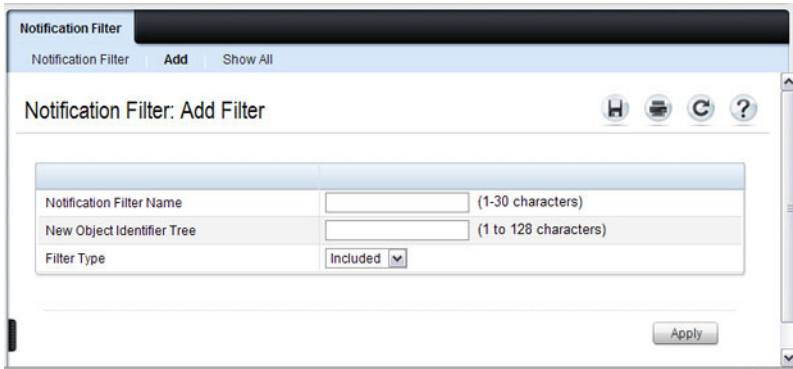 Notification Filter
Notification Filter Add Show All
Notification Filter: Add Filter
Notification Filter Name (1-30 characters)
New Object Identifier Tree (1 to 128 characters)
Filter Type Included
Apply